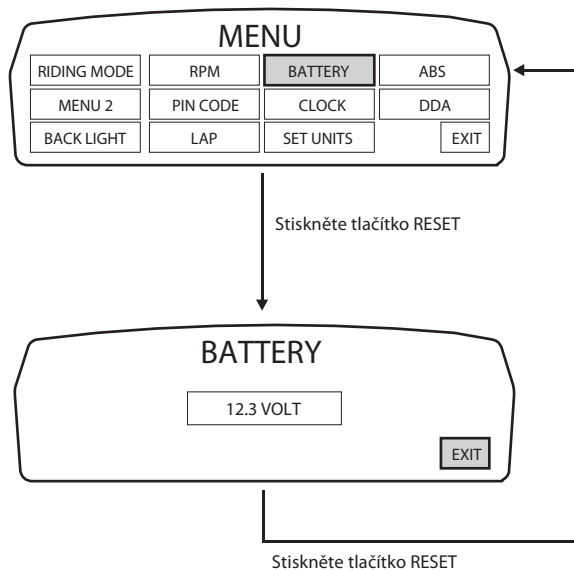 MENU
RIDING MODE RPM BATTERY ABS
MENU 2 PIN CODE CLOCK DDA
BACK LIGHT LAP SET UNITS EXIT
Stiskněte tlačítko RESET
BATTERY
12.3 VOLT
EXIT
Stiskněte tlačítko RESET